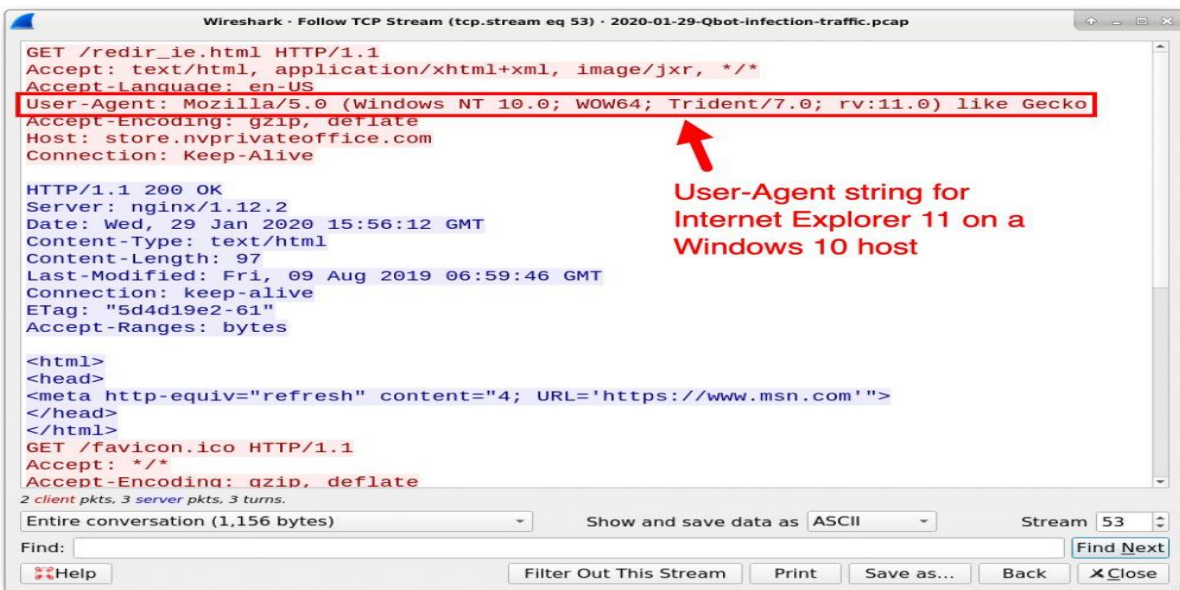 Wireshark · Follow TCP Stream (tcp.stream eq 53) · 2020-01-29-Qbot-infection-traffic.pcap
GET /redir_ie.html HTTP/1.1
Accept: text/html, application/xhtml+xml, image/jxr, */*
Accept-Language: en-US
User-Agent: Mozilla/5.0 (Windows NT 10.0; WOW64; Trident/7.0; rv:11.0) like Gecko
Accept-Encoding: gzip, deflate
Host: store.nvprivateoffice.com
Connection: Keep-Alive
HTTP/1.1 200 OK
Server: nginx/1.12.2
Date: Wed, 29 Jan 2020 15:56:12 GMT
Content-Type: text/html
Content-Length: 97
Last-Modified: Fri, 09 Aug 2019 06:59:46 GMT
Connection: keep-alive
ETag: "5d4d19e2-61"
Accept-Ranges: bytes
User-Agent string for
Internet Explorer 11 on a
Windows 10 host
<html>
<head>
<meta http-equiv="refresh" content="4; URL='https://www.msn.com'">
</head>
</html>
GET /favicon.ico HTTP/1.1
Accept: */*
Accept-Encoding: gzip, deflate
2 client pkts, 3 server pkts, 3 turns.
Entire conversation (1,156 bytes) Show and save data as ASCII Stream 53
Find: Find Next
Help Filter Out This Stream Print Save as... Back Close